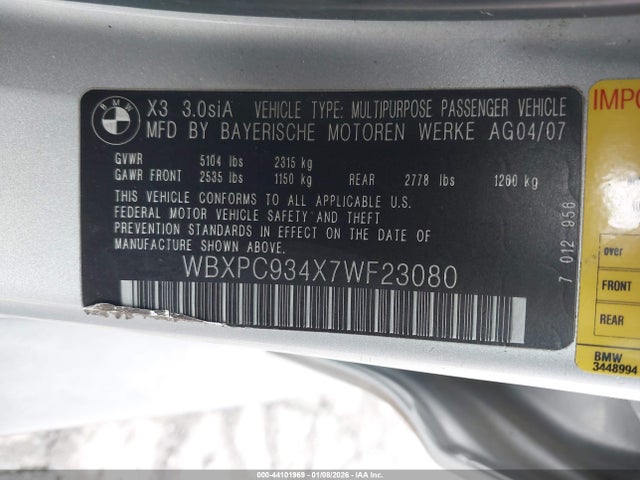 BMW
X3 3.0siA VEHICLE TYPE: MULTIPURPOSE PASSENGER VEHICLE
MFD BY BAYERISCHE MOTOREN WERKE AG04/07
GVWR 5104 lbs 2315 kg
GAWR FRONT 2535 lbs 1150 kg REAR 2778 lbs 1260 kg
THIS VEHICLE CONFORMS TO ALL APPLICABLE U.S.
FEDERAL MOTOR VEHICLE SAFETY AND THEFT
PREVENTION STANDARDS IN EFFECT ON THE DATE
OF MANUFACTURE SHOWN ABOVE.
WBXPC934X7WF23080
7 012 956
over
FRONT
REAR
BMW
3448994
000-44101969 | 01/08/2026 - IAA Inc.